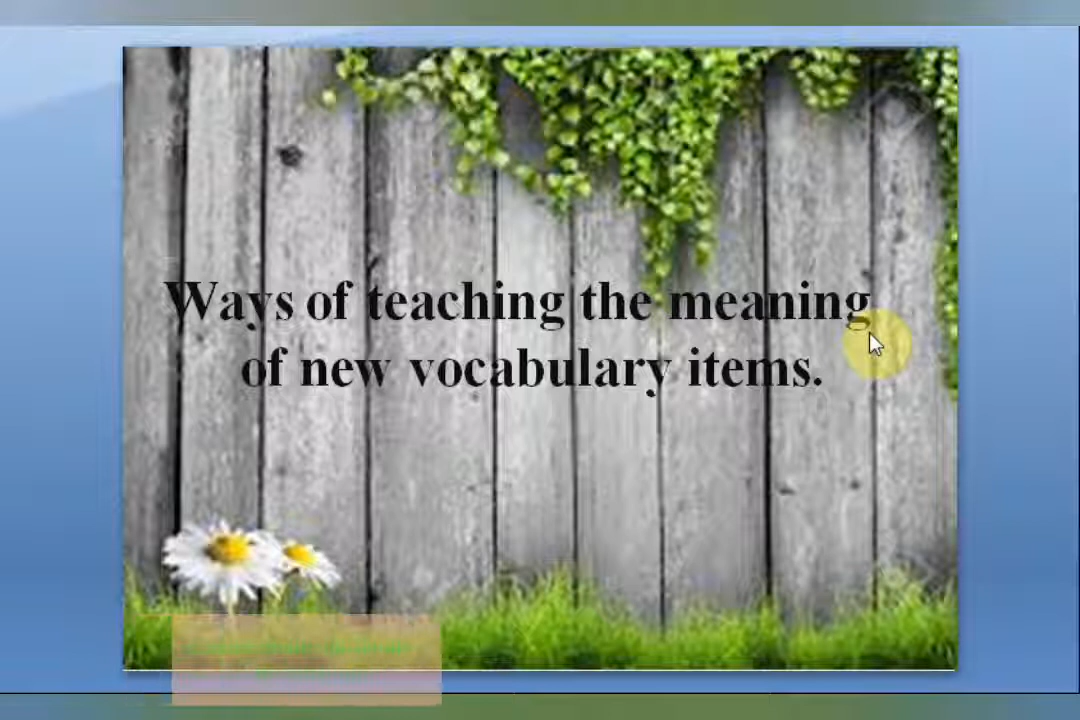 Ways of teaching the meaning
of new vocabulary items.